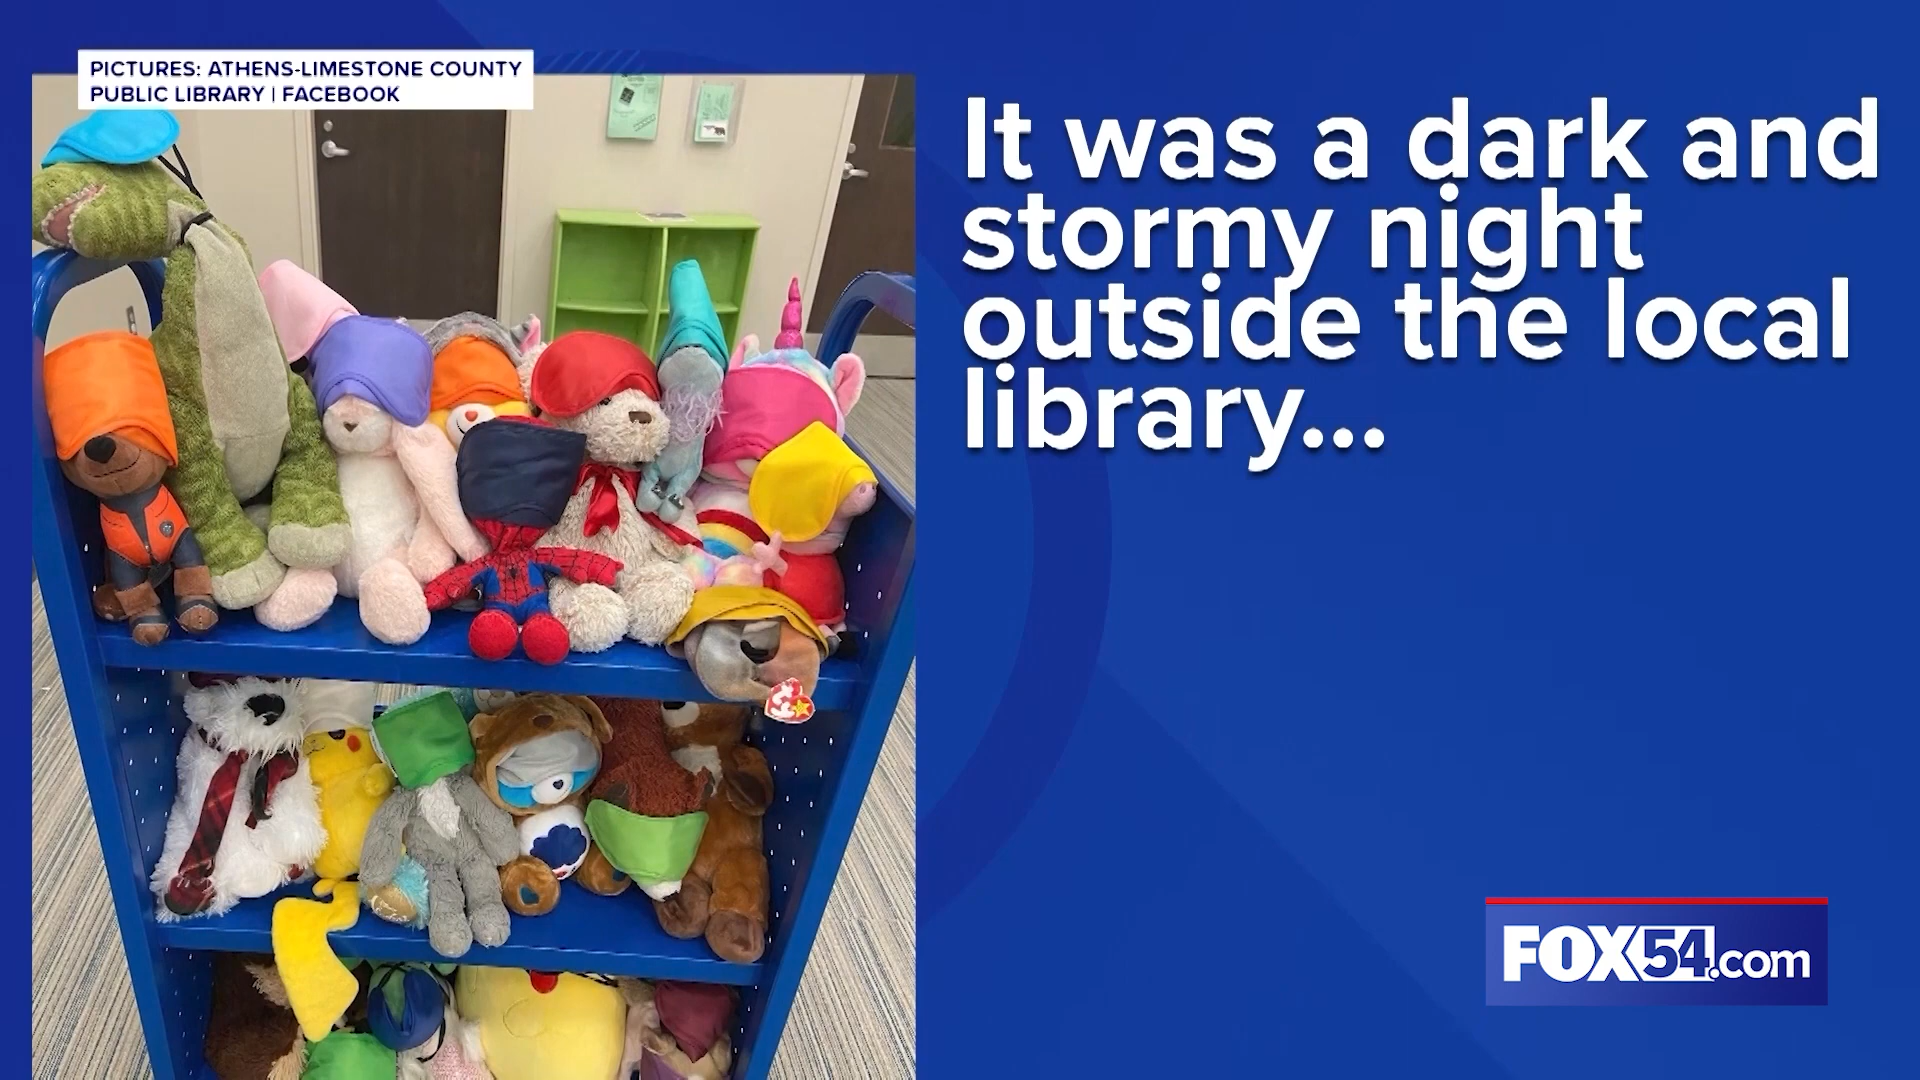 PICTURES: ATHENS-LIMESTONE COUNTY
PUBLIC LIBRARY | FACEBOOK
It was a dark and
stormy night
outside the local
library...
ty
FOX54.com